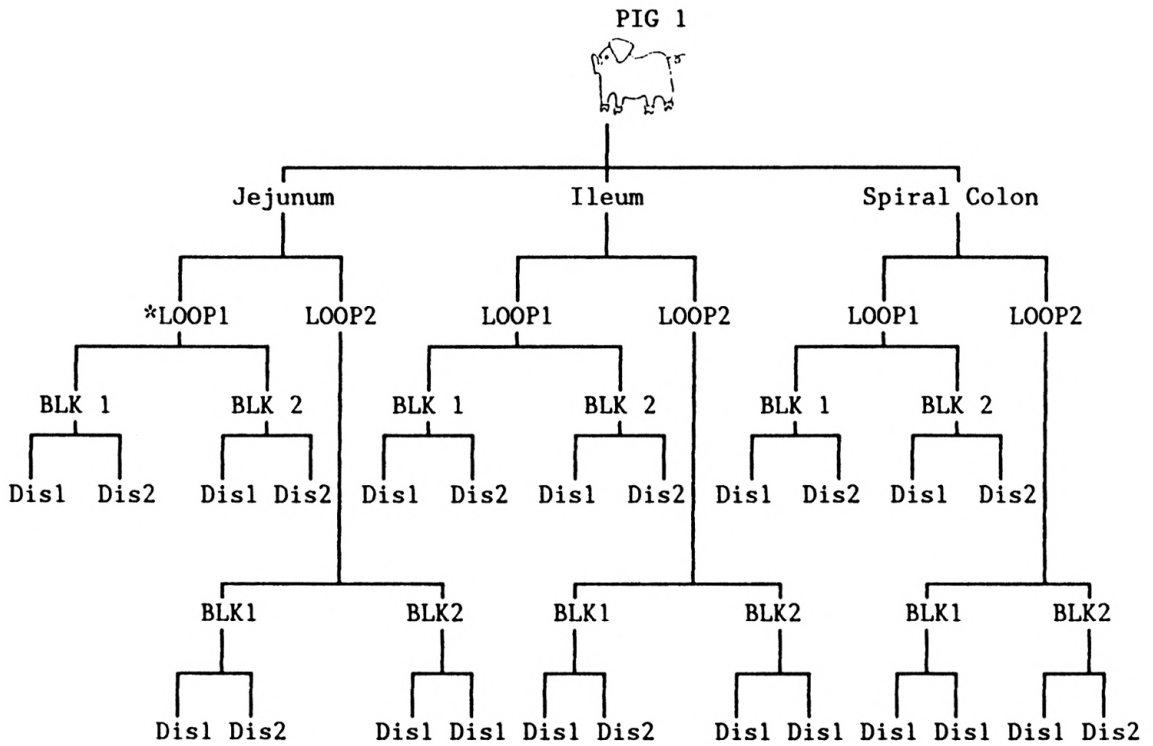 PIG 1
Jejunum Ileum Spiral Colon
*LOOP1 LOOP2 LOOP1 LOOP2 LOOP1 LOOP2
BLK 1 BLK 2 BLK 1 BLK 2 BLK 1 BLK 2
Dis1 Dis2 Dis1 Dis2 Dis1 Dis2 Dis1 Dis2 Dis1 Dis2 Dis1 Dis2
BLK1 BLK2 BLK1 BLK2 BLK1 BLK2
Dis1 Dis2 Dis1 Dis1 Dis1 Dis2 Dis1 Dis1 Dis1 Dis1 Dis1 Dis2